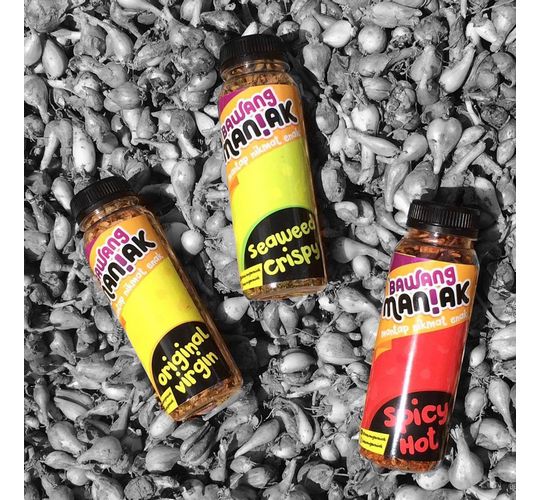 BAWANG
MAN!AK
mantap nikmat enak
seaweed
crispy
BAWANG
MAN!AK
mantap nikmat enak
original
virgin
BAWANG
MAN!AK
mantap nikmat enak
spicy
Hot